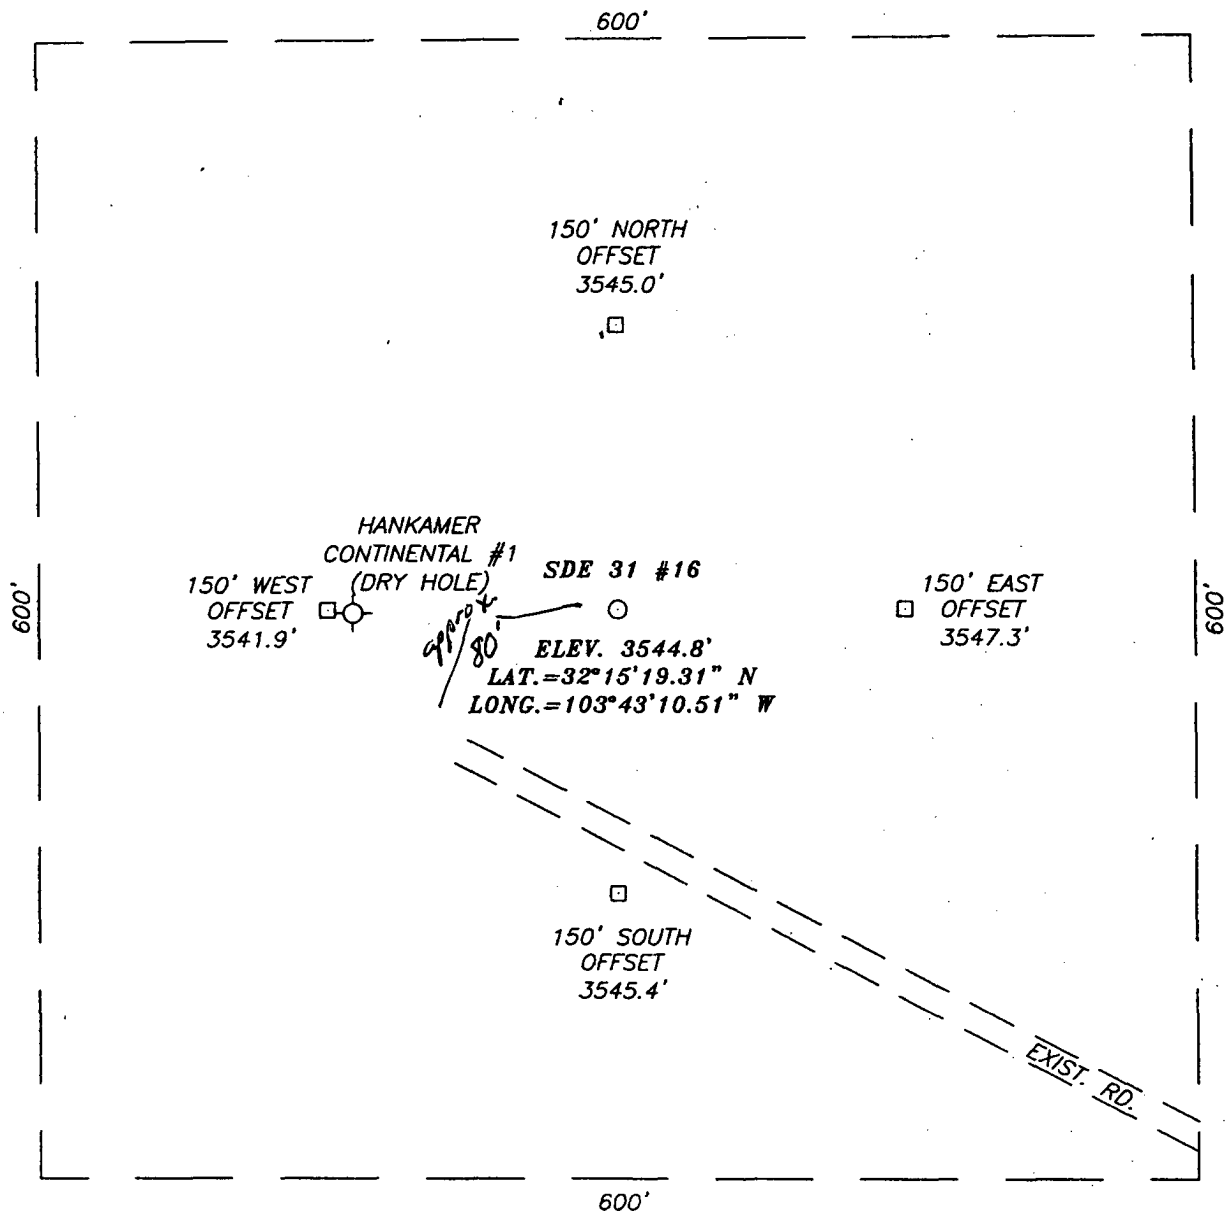 600'
150' NORTH
OFFSET
3545.0'
HANKAMER
CONTINENTAL #1
(DRY HOLE)
150' WEST
OFFSET
3541.9'
approx
80'
SDE 31 #16
ELEV. 3544.8'
LAT.=32°15'19.31" N
LONG.=103°43'10.51" W
150' EAST
OFFSET
3547.3'
600'
600'
150' SOUTH
OFFSET
3545.4'
EXIST. RD.
600'